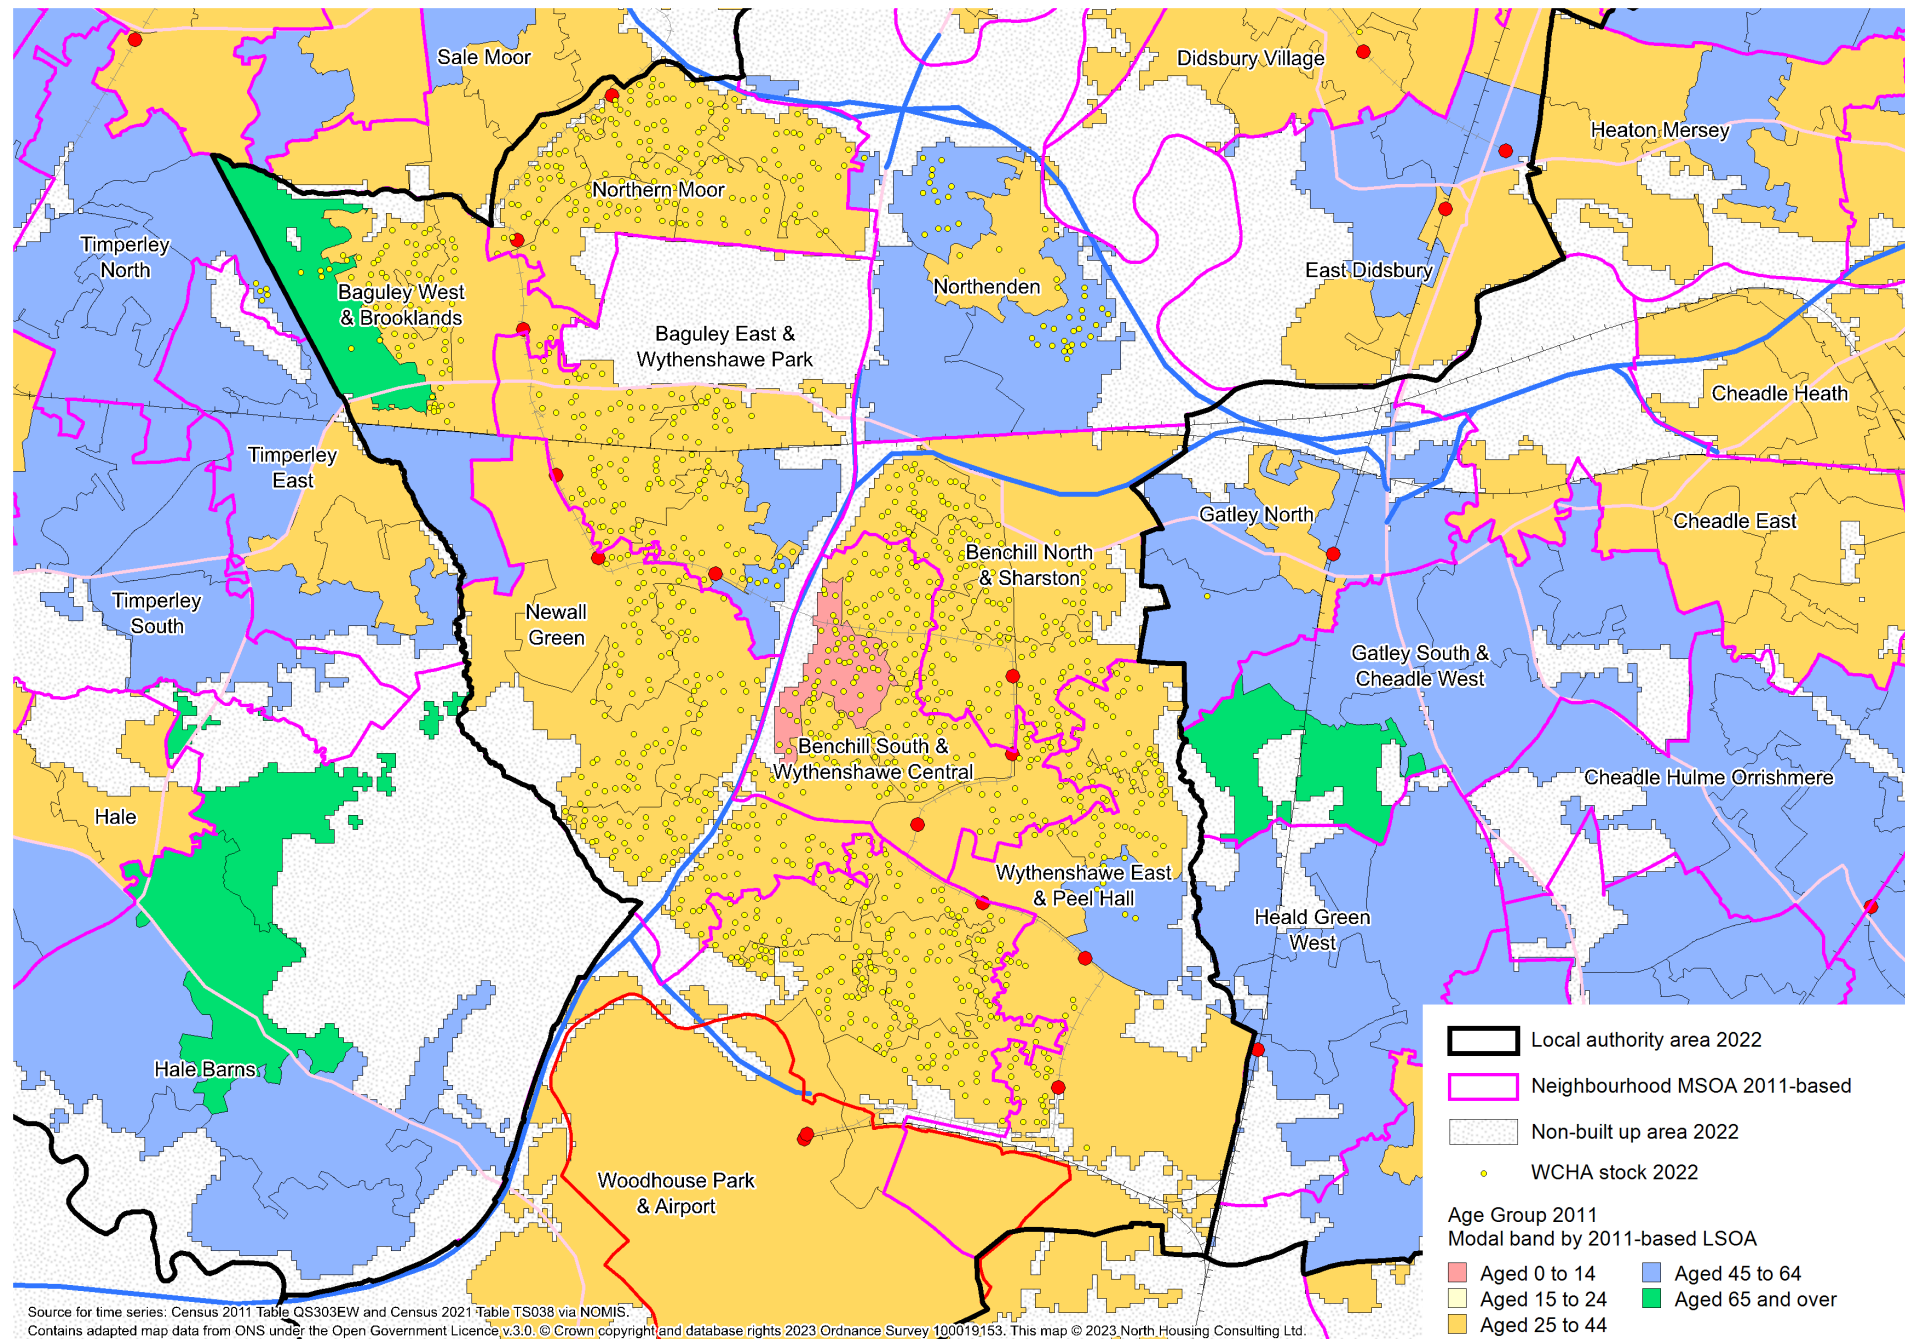 Sale Moor
Didsbury Village
Heaton Mersey
Northern Moor
Timperley
North
East Didsbury
Northenden
Baguley West
& Brooklands
Baguley East &
Wythenshawe Park
Cheadle Heath
Timperley
East
Gatley North
Cheadle East
Benchill North
& Sharston
Timperley
South
Newall
Green
Gatley South &
Cheadle West
Benchill South &
Wythenshawe Central
Cheadle Hulme Orrishmere
Hale
Wythenshawe East
& Peel Hall
Heald Green
West
Hale Barns
Woodhouse Park
& Airport
Local authority area 2022
Neighbourhood MSOA 2011-based
Non-built up area 2022
WCHA stock 2022
Age Group 2011
Modal band by 2011-based LSOA
Aged 0 to 14
Aged 15 to 24
Aged 25 to 44
Aged 45 to 64
Aged 65 and over
Source for time series: Census 2011 Table QS303EW and Census 2021 Table TS038 via NOMIS.
Contains adapted map data from ONS under the Open Government Licence v.3.0. © Crown copyright and database rights 2023 Ordnance Survey 100019153. This map © 2023 North Housing Consulting Ltd.